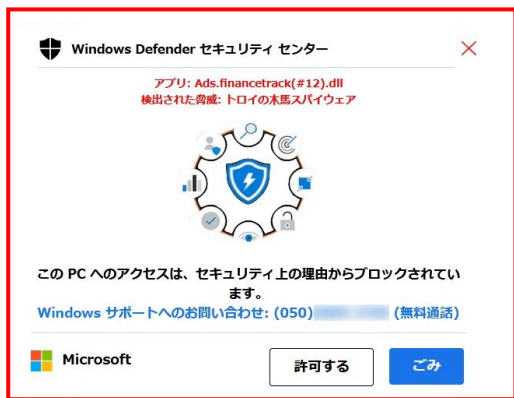 Windows Defender セキュリティ センター
アプリ: Ads.financetrack(#12).dll
検出された脅威: トロイの木馬スパイウェア
この PC へのアクセスは、セキュリティ上の理由からブロックされてい
ます。
Windows サポートへのお問い合わせ: (050) (無料通話)
Microsoft
許可する
ごみ